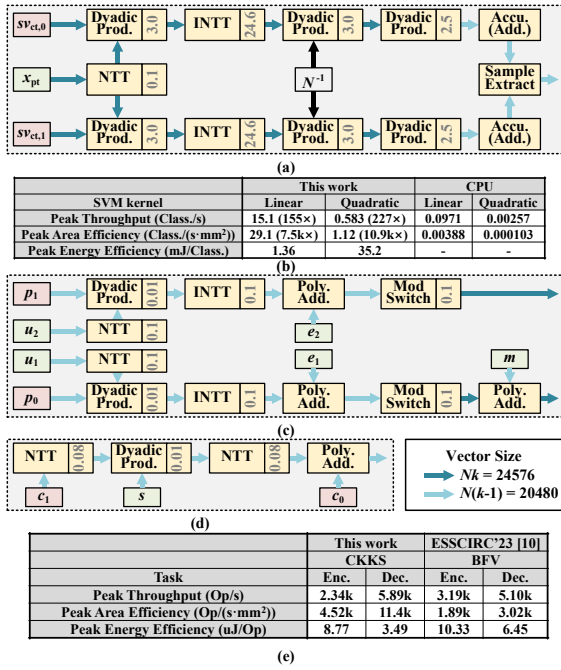 sv_ct,0
Dyadic Prod. 3.0
INTT 24.6
Dyadic Prod. 3.0
Dyadic Prod. 2.5
Accu. (Add.)
x_pt
NTT 0.1
N^-1
Sample Extract
sv_ct,1
Dyadic Prod. 3.0
INTT 24.6
Dyadic Prod. 3.0
Dyadic Prod. 2.5
Accu. (Add.)
(a)
This work CPU
SVM kernel Linear Quadratic Linear Quadratic
Peak Throughput (Class./s) 15.1 (155×) 0.583 (227×) 0.0971 0.00257
Peak Area Efficiency (Class./(s·mm²)) 29.1 (7.5k×) 1.12 (10.9k×) 0.00388 0.000103
Peak Energy Efficiency (mJ/Class.) 1.36 35.2 - -
(b)
p_1
Dyadic Prod. 0.01
INTT 0.1
Poly. Add.
Mod Switch 0.1
u_2
NTT 0.1
e_2
u_1
NTT 0.1
e_1
m
p_0
Dyadic Prod. 0.01
INTT 0.1
Poly. Add.
Mod Switch 0.1
Poly. Add.
(c)
NTT 0.08
Dyadic Prod. 0.01
NTT 0.08
Poly. Add.
c_1
s
c_0
(d)
Vector Size
Nk = 24576
N(k-1) = 20480
This work ESSCIRC'23 [10]
CKKS BFV
Task Enc. Dec. Enc. Dec.
Peak Throughput (Op/s) 2.34k 5.89k 3.19k 5.10k
Peak Area Efficiency (Op/(s·mm²)) 4.52k 11.4k 1.89k 3.02k
Peak Energy Efficiency (uJ/Op) 8.77 3.49 10.33 6.45
(e)